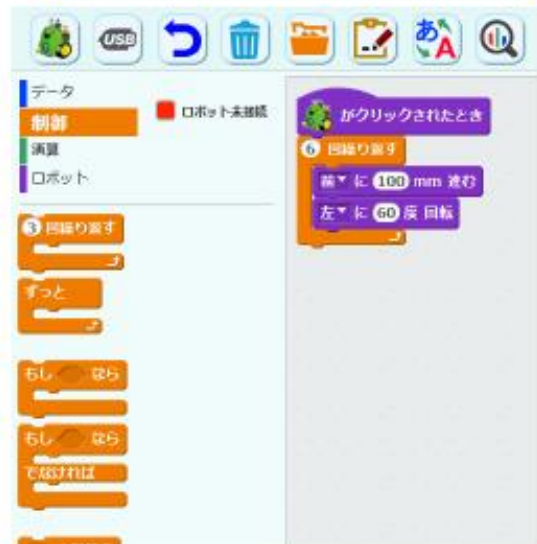 USB
あA
データ
制御
演算
ロボット
ロボット未接続
3 回繰り返す
ずっと
もし なら
もし なら
でなければ
がクリックされたとき
6 回繰り返す
前 に 100 mm 進む
左 に 60 度 回転